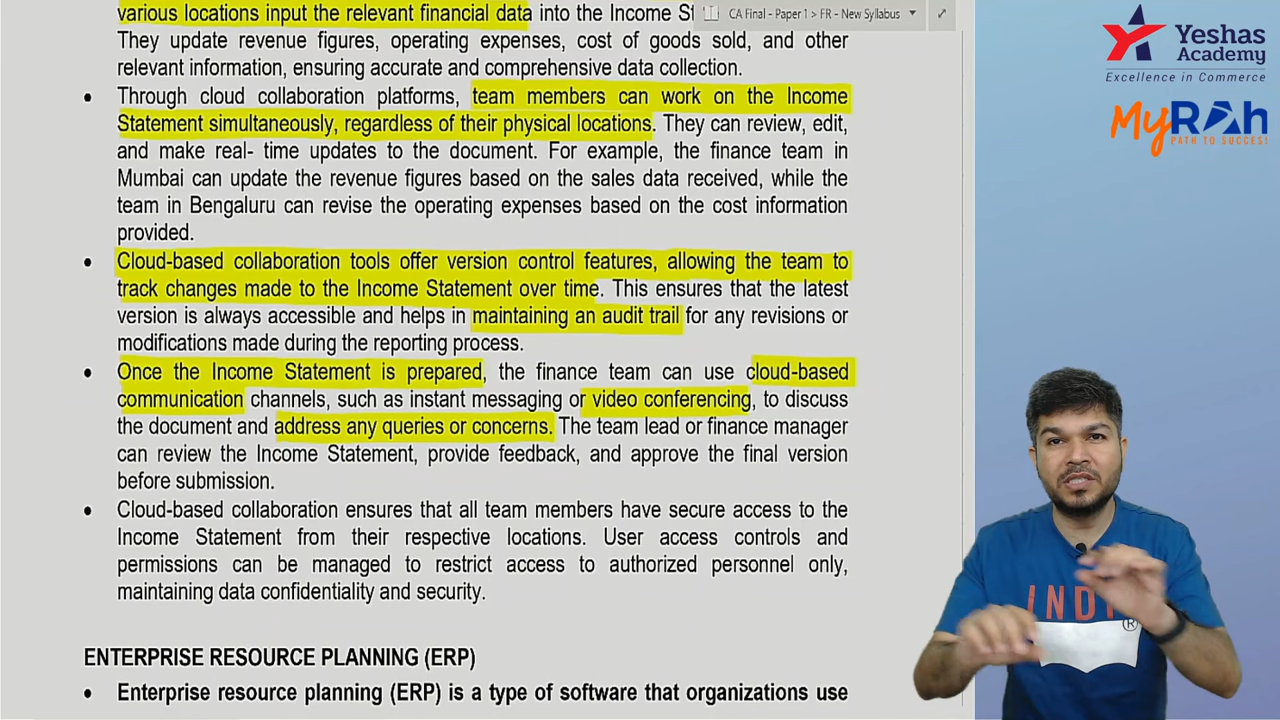 various locations input the relevant financial data into the Income St
CA Final - Paper 1 > FR - New Syllabus
They update revenue figures, operating expenses, cost of goods sold, and other
relevant information, ensuring accurate and comprehensive data collection.
• Through cloud collaboration platforms, team members can work on the Income
Statement simultaneously, regardless of their physical locations. They can review, edit,
and make real- time updates to the document. For example, the finance team in
Mumbai can update the revenue figures based on the sales data received, while the
team in Bengaluru can revise the operating expenses based on the cost information
provided.
• Cloud-based collaboration tools offer version control features, allowing the team to
track changes made to the Income Statement over time. This ensures that the latest
version is always accessible and helps in maintaining an audit trail for any revisions or
modifications made during the reporting process.
• Once the Income Statement is prepared, the finance team can use cloud-based
communication channels, such as instant messaging or video conferencing, to discuss
the document and address any queries or concerns. The team lead or finance manager
can review the Income Statement, provide feedback, and approve the final version
before submission.
• Cloud-based collaboration ensures that all team members have secure access to the
Income Statement from their respective locations. User access controls and
permissions can be managed to restrict access to authorized personnel only,
maintaining data confidentiality and security.
ENTERPRISE RESOURCE PLANNING (ERP)
• Enterprise resource planning (ERP) is a type of software that organizations use
Yeshas
Academy
Excellence in Commerce
MyRAh
PATH TO SUCCESS
INDI
®